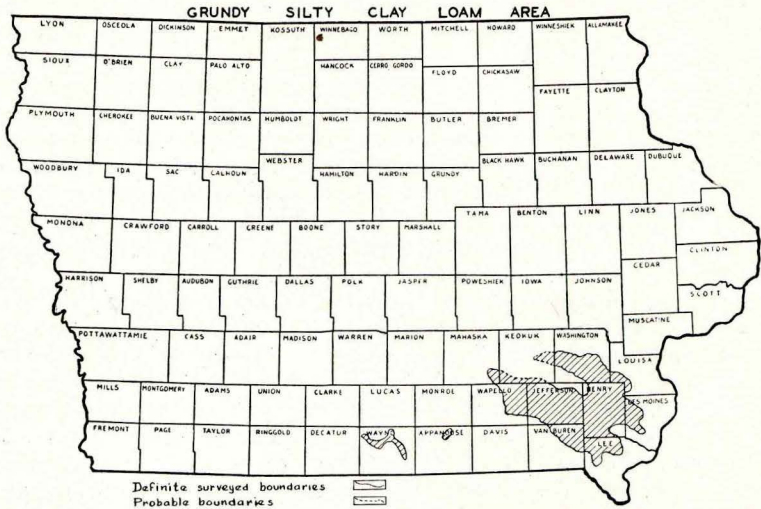 GRUNDY SILTY CLAY LOAM AREA
LYON OSCEOLA DICKINSON EMMET KOSSUTH WINNEBAGO WORTH MITCHELL HOWARD WINNESHIEK ALLAMAKEE
SIOUX O'BRIEN CLAY PALO ALTO HANCOCK CERRO GORDO FLOYD CHICKASAW
FAYETTE CLAYTON
PLYMOUTH CHEROKEE BUENA VISTA POCAHONTAS HUMBOLDT WRIGHT FRANKLIN BUTLER BREMER
WOODBURY IDA SAC CALHOUN WEBSTER HAMILTON HARDIN GRUNDY BLACK HAWK BUCHANAN DELAWARE DUBUQUE
MONONA CRAWFORD CARROLL GREENE BOONE STORY MARSHALL TAMA BENTON LINN JONES JACKSON
CLINTON
CEDAR
HARRISON SHELBY AUDUBON GUTHRIE DALLAS POLK JASPER POWESHIEK IOWA JOHNSON SCOTT
MUSCATINE
POTTAWATTAMIE CASS ADAIR MADISON WARREN MARION MAHASKA KEOKUK WASHINGTON
LOUISA
MILLS MONTGOMERY ADAMS UNION CLARKE LUCAS MONROE WAPELLO JEFFERSON HENRY DES MOINES
FREMONT PAGE TAYLOR RINGGOLD DECATUR WAYNE APPANOOSE DAVIS VAN BUREN LEE
Definite surveyed boundaries
Probable boundaries